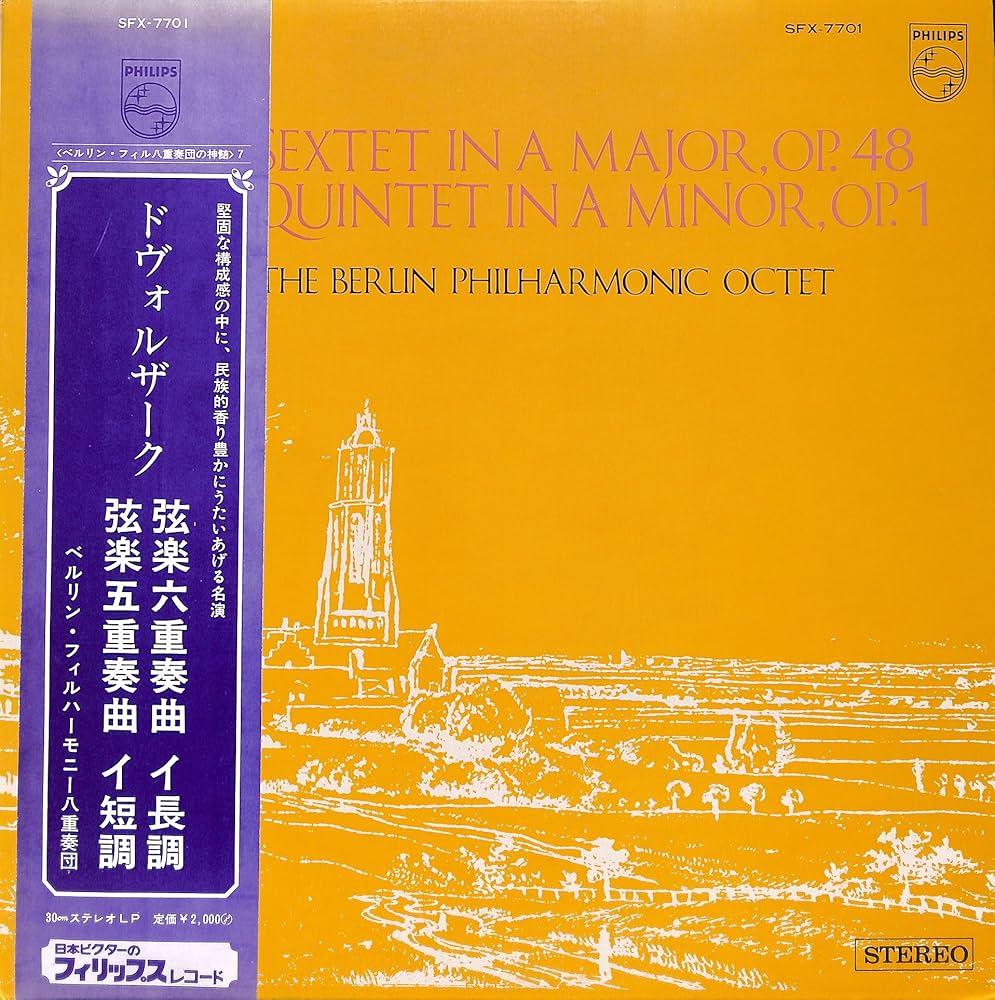 SFX-7701
PHILIPS
〈ベルリン・フィル八重奏団の神髄〉7
堅固な構成感の中に、民族的香り豊かにうたいあげる名演
ドヴォルザーク
弦楽六重奏曲 イ長調
弦楽五重奏曲 イ短調
ベルリン・フィルハーモニー八重奏団
30cmステレオLP 定価￥2,000
日本ビクターの
フィリップスレコード
SFX-7701
PHILIPS
SEXTET IN A MAJOR, OP. 48
QUINTET IN A MINOR, OP. 1
THE BERLIN PHILHARMONIC OCTET
STEREO